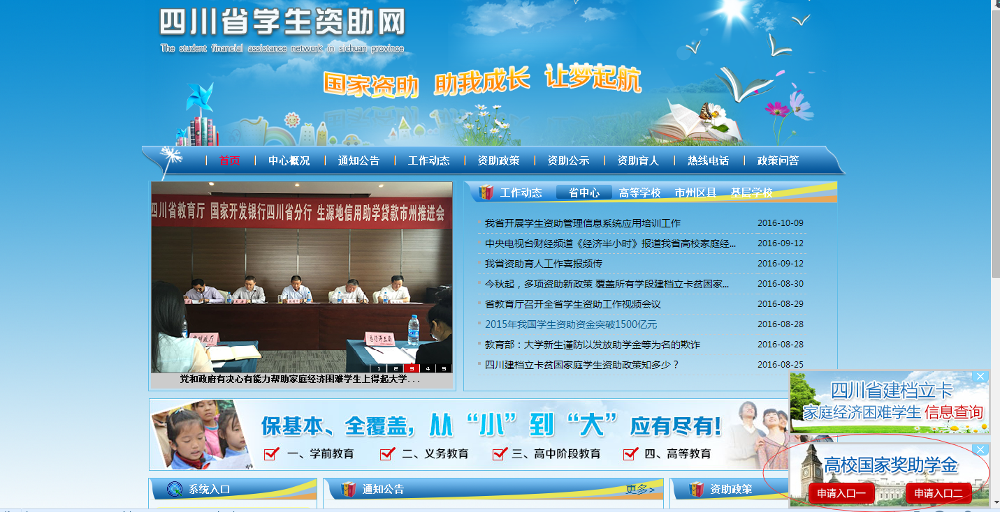 四川省学生资助网
The student financial assistance network in sichuan province
国家资助 助我成长 让梦起航
首页 中心概况 通知公告 工作动态 资助政策 资助公示 资助育人 热线电话 政策问答
四川省教育厅 国家开发银行四川省分行 生源地信用助学贷款市州推进会
1 2 3 4 5
党和政府有决心有能力帮助家庭经济困难学生上得起大学...
工作动态 省中心 高等学校 市州区县 基层学校
我省开展学生资助管理信息系统应用培训工作 2016-10-09
中央电视台财经频道《经济半小时》报道我省高校家庭经... 2016-09-12
我省资助育人工作喜报频传 2016-09-12
今秋起，多项资助新政策 覆盖所有学段建档立卡贫困家... 2016-08-30
省教育厅召开全省学生资助工作视频会议 2016-08-29
2015年我国学生资助资金突破1500亿元 2016-08-28
教育部：大学新生谨防以发放助学金等为名的欺诈 2016-08-28
四川建档立卡贫困家庭学生资助政策知多少？ 2016-08-25
四川省建档立卡
家庭经济困难学生 信息查询
保基本、全覆盖，从“小”到“大”应有尽有！
一、学前教育 二、义务教育 三、高中阶段教育 四、高等教育
高校国家奖助学金
申请入口一 申请入口二
系统入口 通知公告 更多> 资助政策